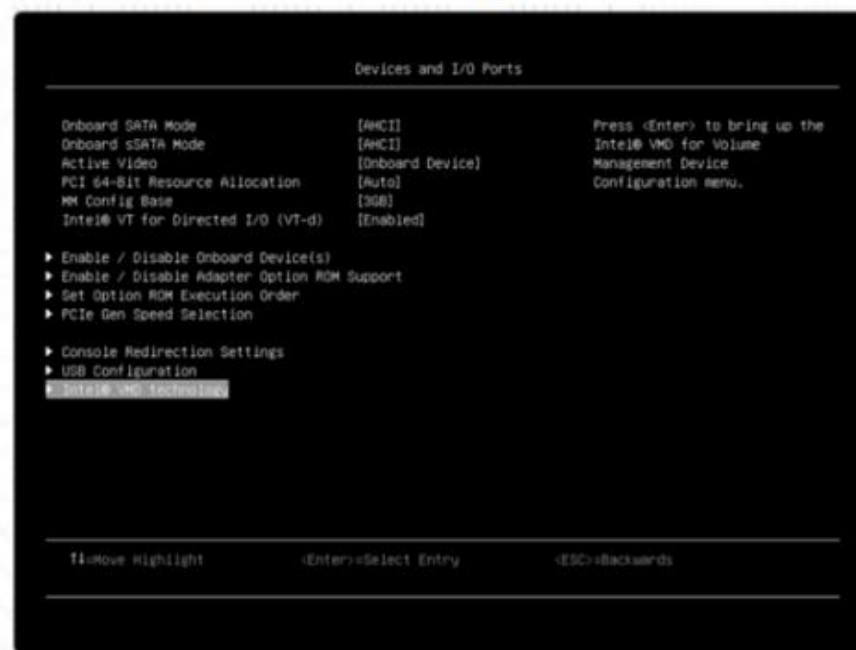 Devices and I/O Ports
Onboard SATA Mode [AHCI]
Onboard sSATA Mode [AHCI]
Active Video [Onboard Device]
PCI 64-Bit Resource Allocation [Auto]
MM Config Base [3GB]
Intel® VT for Directed I/O (VT-d) [Enabled]
Press <Enter> to bring up the
Intel® VMD for Volume
Management Device
Configuration menu.
▶ Enable / Disable Onboard Device(s)
▶ Enable / Disable Adapter Option ROM Support
▶ Set Option ROM Execution Order
▶ PCIe Gen Speed Selection
▶ Console Redirection Settings
▶ USB Configuration
▶ Intel® VMD technology
↑↓=Move Highlight <Enter>=Select Entry <ESC>=Backwards